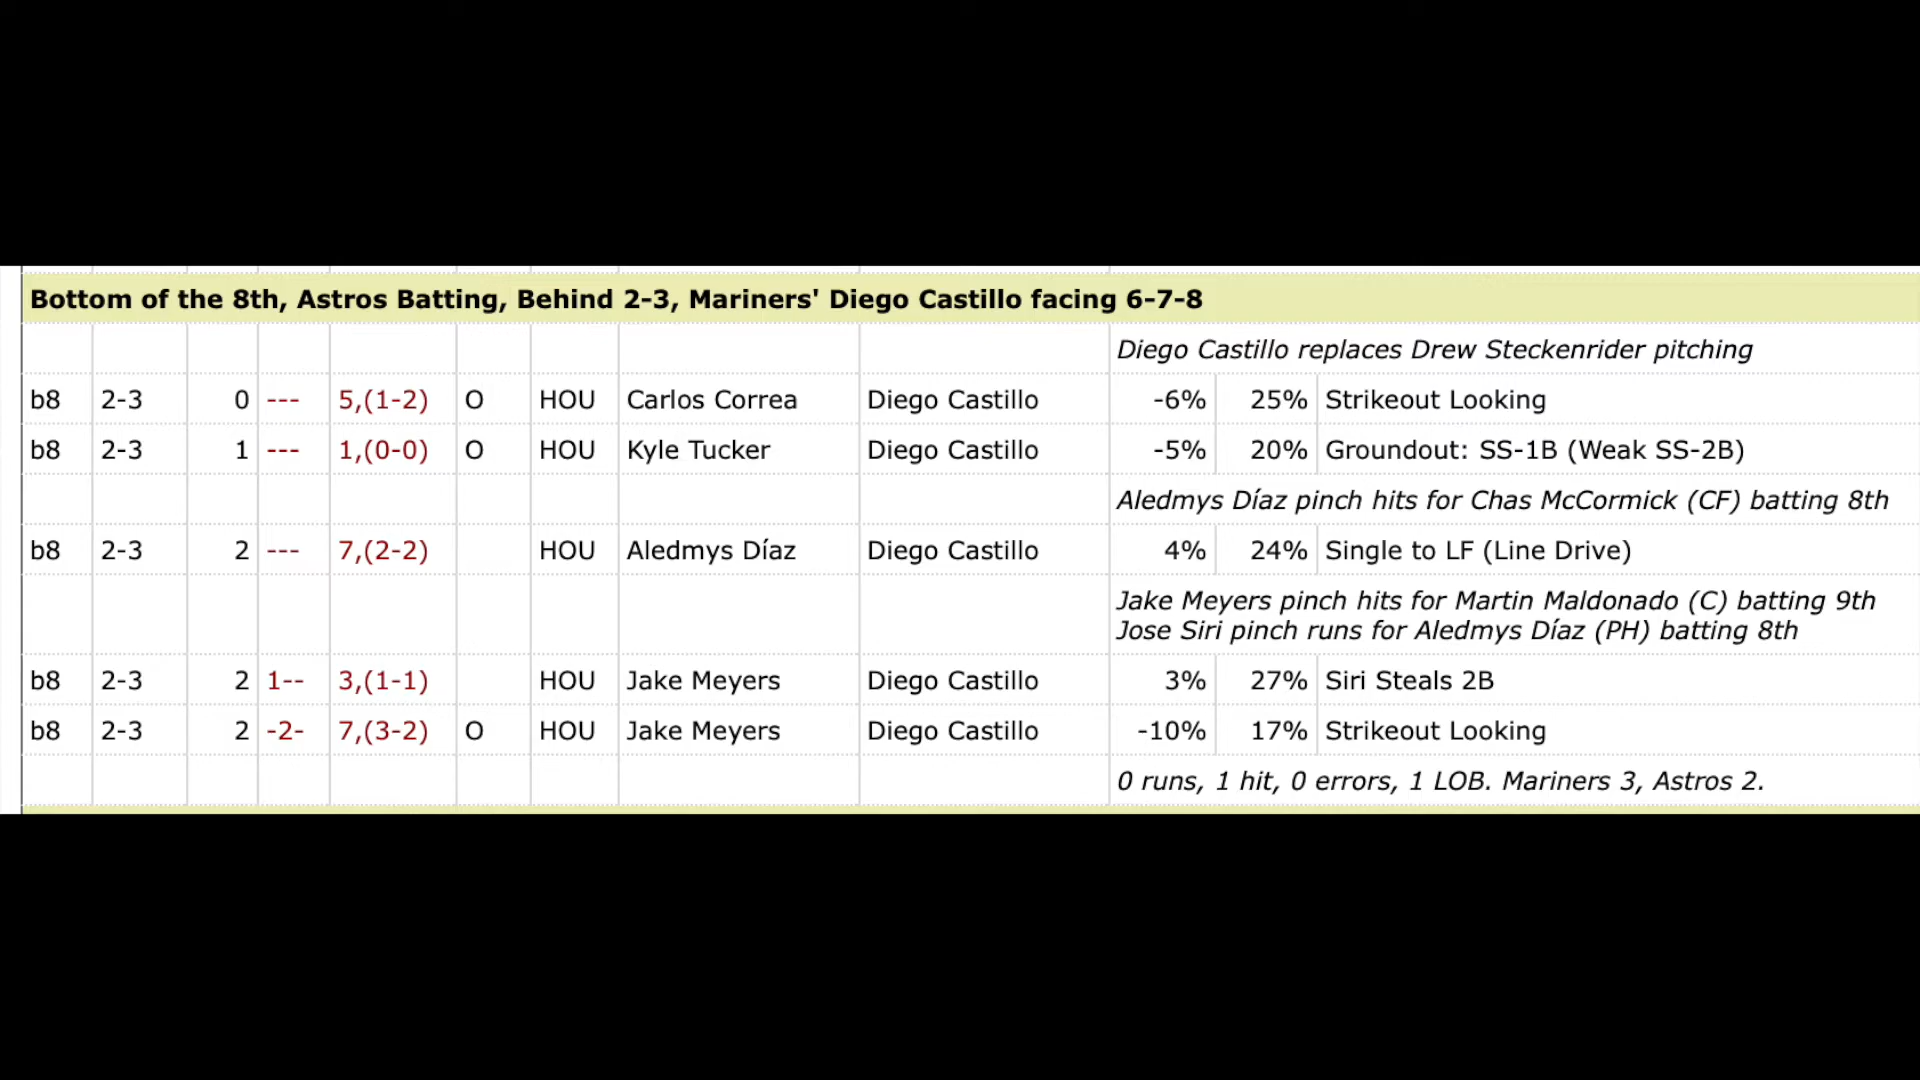 Bottom of the 8th, Astros Batting, Behind 2-3, Mariners' Diego Castillo facing 6-7-8
Diego Castillo replaces Drew Steckenrider pitching
b8 2-3 0 --- 5,(1-2) O HOU Carlos Correa Diego Castillo -6% 25% Strikeout Looking
b8 2-3 1 --- 1,(0-0) O HOU Kyle Tucker Diego Castillo -5% 20% Groundout: SS-1B (Weak SS-2B)
Aledmys Díaz pinch hits for Chas McCormick (CF) batting 8th
b8 2-3 2 --- 7,(2-2) HOU Aledmys Díaz Diego Castillo 4% 24% Single to LF (Line Drive)
Jake Meyers pinch hits for Martin Maldonado (C) batting 9th
Jose Siri pinch runs for Aledmys Díaz (PH) batting 8th
b8 2-3 2 1-- 3,(1-1) HOU Jake Meyers Diego Castillo 3% 27% Siri Steals 2B
b8 2-3 2 -2- 7,(3-2) O HOU Jake Meyers Diego Castillo -10% 17% Strikeout Looking
0 runs, 1 hit, 0 errors, 1 LOB. Mariners 3, Astros 2.